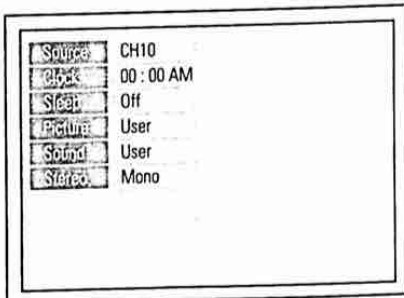 Source CH10
Clock 00 : 00 AM
Sleep Off
Picture User
Sound User
Stereo Mono